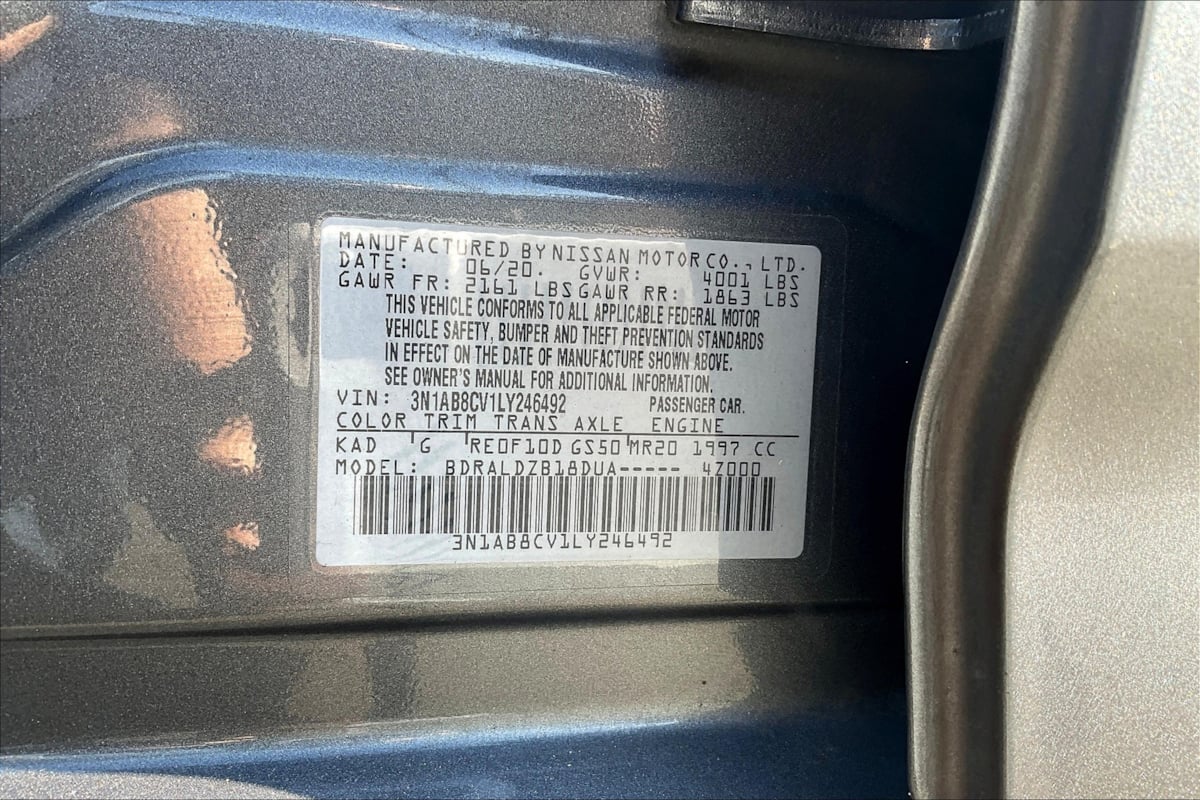 MANUFACTURED BY NISSAN MOTOR CO., LTD.
DATE: 06/20. GVWR: 4001 LBS
GAWR FR: 2161 LBS GAWR RR: 1863 LBS
THIS VEHICLE CONFORMS TO ALL APPLICABLE FEDERAL MOTOR
VEHICLE SAFETY, BUMPER AND THEFT PREVENTION STANDARDS
IN EFFECT ON THE DATE OF MANUFACTURE SHOWN ABOVE.
SEE OWNER'S MANUAL FOR ADDITIONAL INFORMATION.
VIN: 3N1AB8CV1LY246492 PASSENGER CAR.
COLOR TRIM TRANS AXLE ENGINE
KAD G RE0F10D GS50 MR20 1997 CC
MODEL: BDRALDZB18DUA----- 4Z000
3N1AB8CV1LY246492